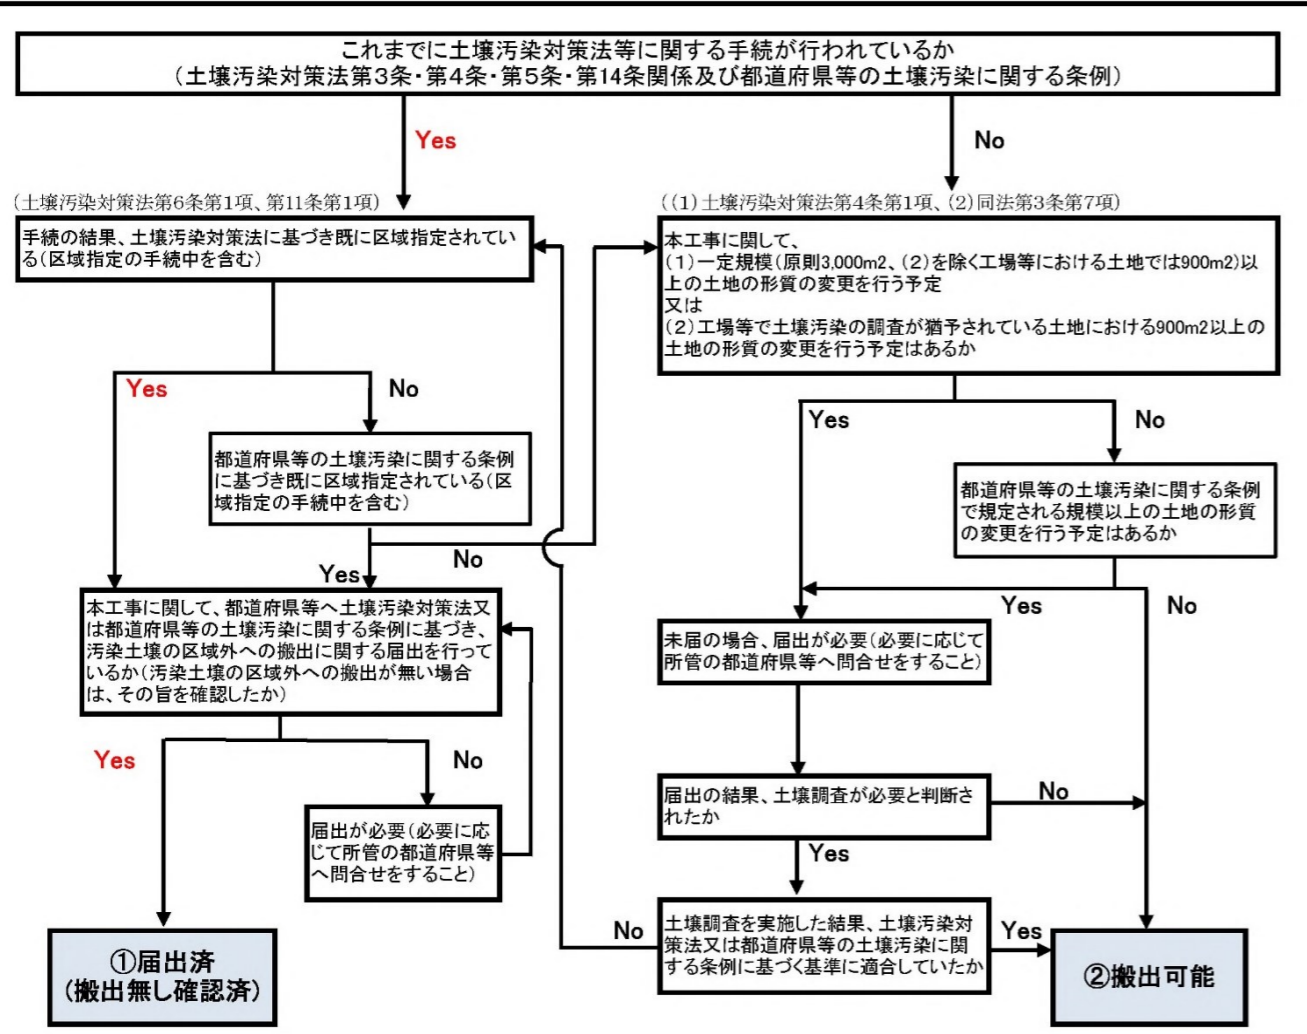 これまでに土壌汚染対策法等に関する手続が行われているか
(土壌汚染対策法第3条・第4条・第5条・第14条関係及び都道府県等の土壌汚染に関する条例)
Yes
No
(土壌汚染対策法第6条第1項、第11条第1項)
手続の結果、土壌汚染対策法に基づき既に区域指定されてい
る(区域指定の手続中を含む)
Yes
No
都道府県等の土壌汚染に関する条例
に基づき既に区域指定されている(区
域指定の手続中を含む)
Yes
No
本工事に関して、都道府県等へ土壌汚染対策法又
は都道府県等の土壌汚染に関する条例に基づき、
汚染土壌の区域外への搬出に関する届出を行って
いるか(汚染土壌の区域外への搬出が無い場合
は、その旨を確認したか)
Yes
No
届出が必要(必要に応
じて所管の都道府県等
へ問合せをすること)
①届出済
(搬出無し確認済)
((1)土壌汚染対策法第4条第1項、(2)同法第3条第7項)
本工事に関して、
(1)一定規模(原則3,000m2、(2)を除く工場等における土地では900m2)以
上の土地の形質の変更を行う予定
又は
(2)工場等で土壌汚染の調査が猶予されている土地における900m2以上の
土地の形質の変更を行う予定はあるか
Yes
No
都道府県等の土壌汚染に関する条例
で規定される規模以上の土地の形質
の変更を行う予定はあるか
Yes
No
未届の場合、届出が必要(必要に応じて
所管の都道府県等へ問合せをすること)
届出の結果、土壌調査が必要と判断さ
れたか
No
Yes
土壌調査を実施した結果、土壌汚染対
策法又は都道府県等の土壌汚染に関
する条例に基づく基準に適合していたか
No
Yes
②搬出可能